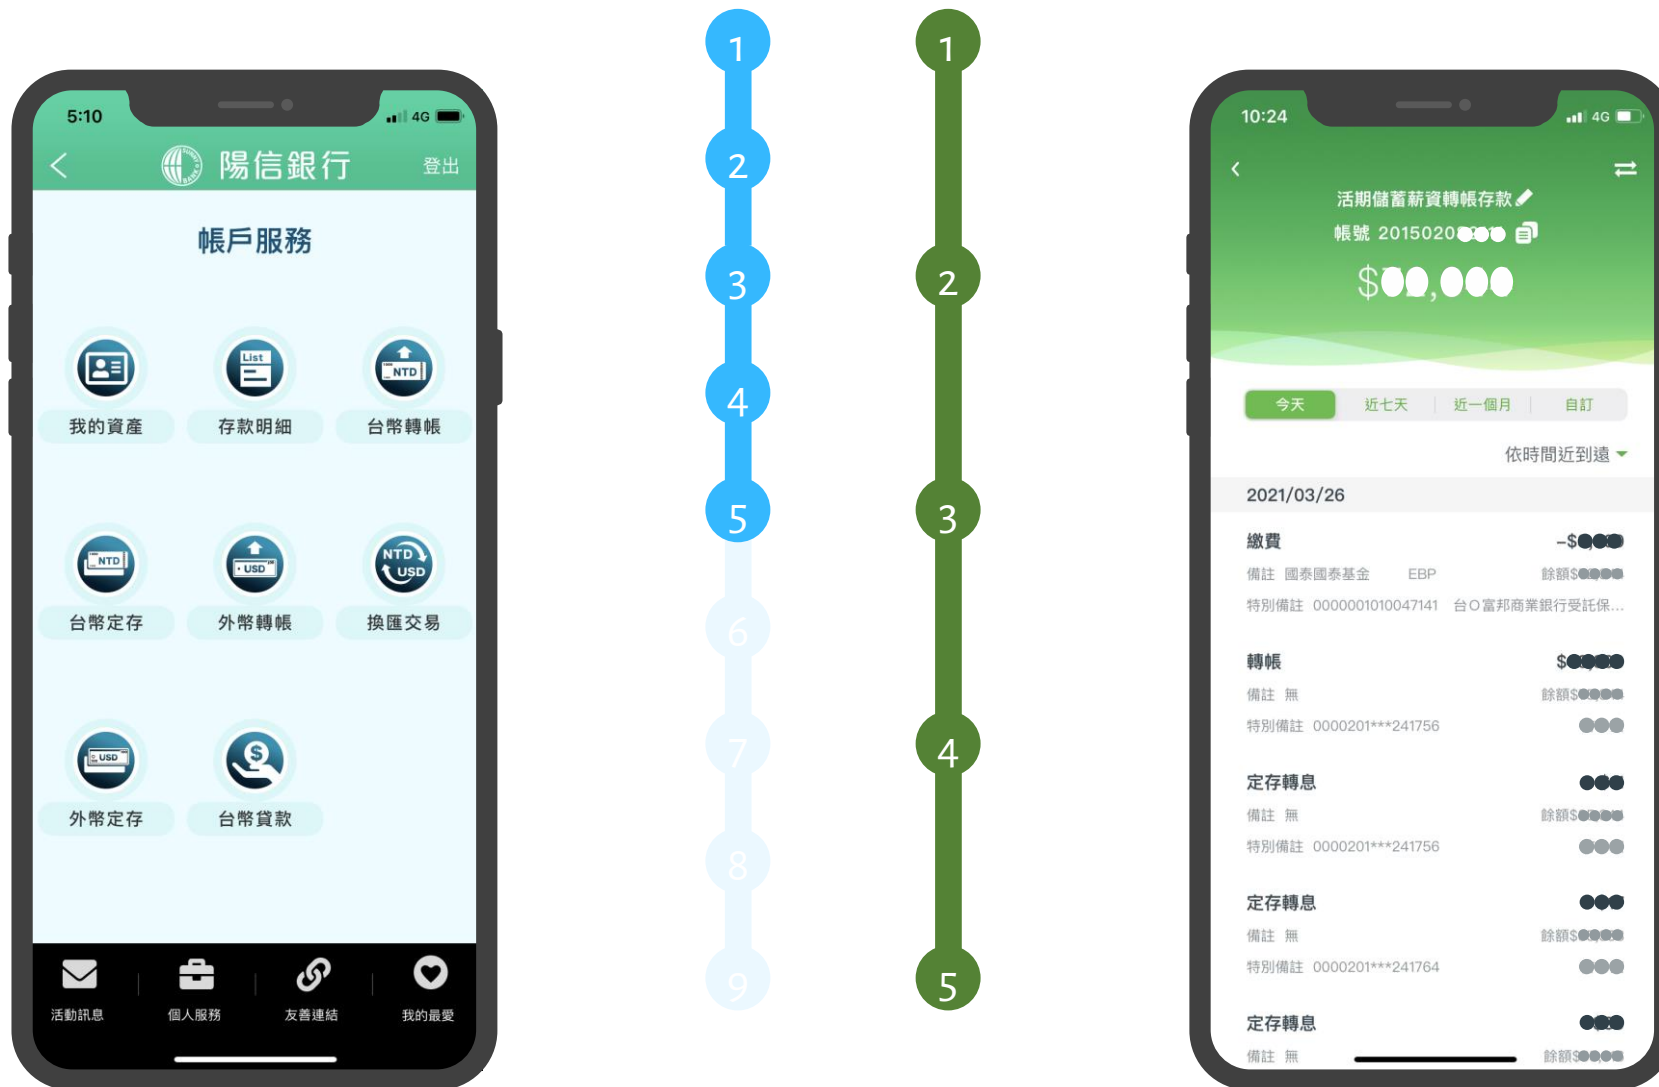 5:10
4G
陽信銀行
SUNNY BANK
登出
帳戶服務
List
NTD
我的資產
存款明細
台幣轉帳
NTD
USD
NTD
USD
台幣定存
外幣轉帳
換匯交易
USD
$
外幣定存
台幣貸款
活動訊息
個人服務
友善連結
我的最愛
1
2
3
4
5
6
7
8
9
1
2
3
4
5
10:24
4G
活期儲蓄薪資轉帳存款
帳號 2015020
$
今天
近七天
近一個月
自訂
依時間近到遠
2021/03/26
繳費
-$
備註 國泰國泰基金 EBP
餘額$
特別備註 0000001010047141 台O富邦商業銀行受託保...
轉帳
$
備註 無
餘額$
特別備註 0000201***241756
定存轉息
備註 無
餘額$
特別備註 0000201***241756
定存轉息
備註 無
餘額$
特別備註 0000201***241764
定存轉息
備註 無
餘額$